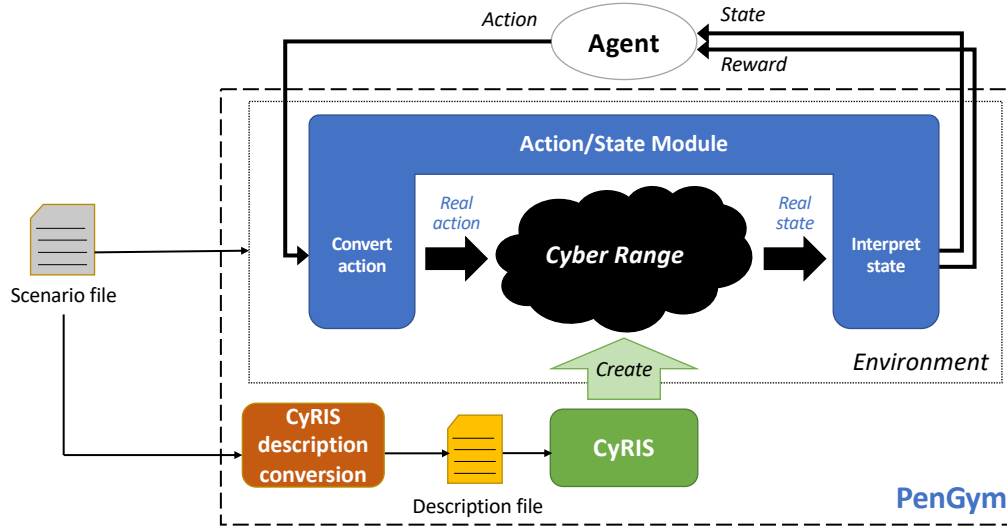 Action
State
Agent
Reward
Action/State Module
Real
action
Real
state
Convert
action
Cyber Range
Interpret
state
Scenario file
Environment
Create
CyRIS
description
conversion
CyRIS
Description file
PenGym